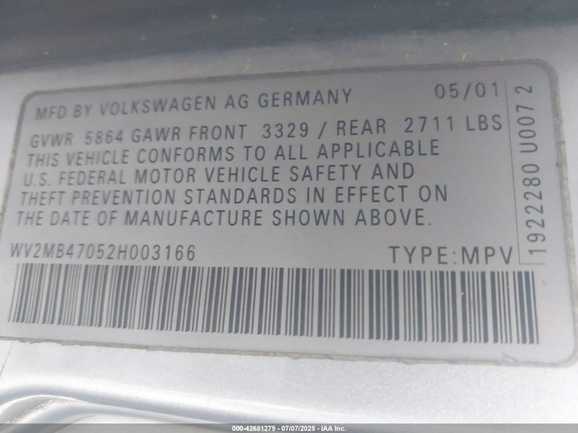 MFD BY VOLKSWAGEN AG GERMANY 05/01
GVWR 5864 GAWR FRONT 3329 / REAR 2711 LBS
THIS VEHICLE CONFORMS TO ALL APPLICABLE
U.S. FEDERAL MOTOR VEHICLE SAFETY AND
THEFT PREVENTION STANDARDS IN EFFECT ON
THE DATE OF MANUFACTURE SHOWN ABOVE.
WV2MB47052H003166 TYPE:MPV
1922280 U007 2
000-42681279 - 07/07/2025 - IAA Inc.